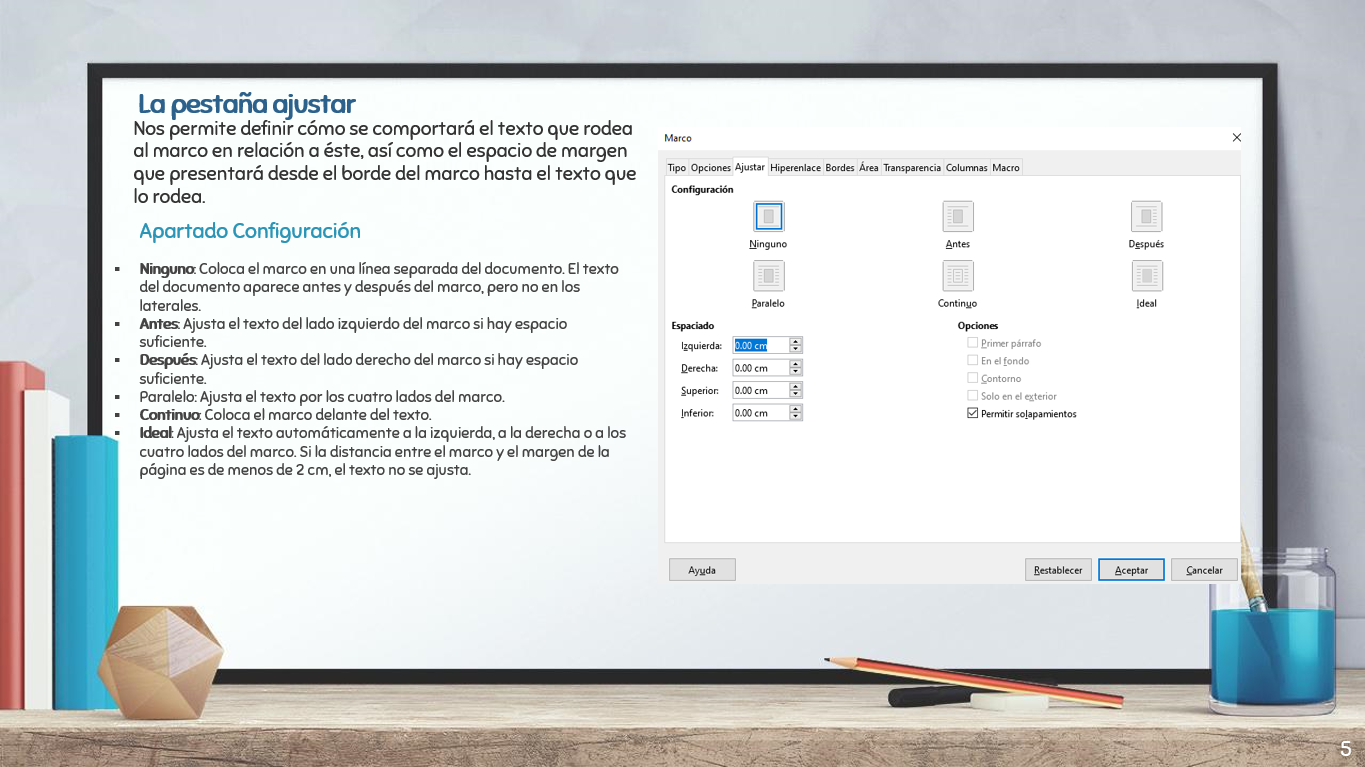 La pestaña ajustar
Nos permite definir cómo se comportará el texto que rodea
al marco en relación a éste, así como el espacio de margen
que presentará desde el borde del marco hasta el texto que
lo rodea.
Apartado Configuración
▪ Ninguno: Coloca el marco en una línea separada del documento. El texto
del documento aparece antes y después del marco, pero no en los
laterales.
▪ Antes: Ajusta el texto del lado izquierdo del marco si hay espacio
suficiente.
▪ Después: Ajusta el texto del lado derecho del marco si hay espacio
suficiente.
▪ Paralelo: Ajusta el texto por los cuatro lados del marco.
▪ Continuo: Coloca el marco delante del texto.
▪ Ideal: Ajusta el texto automáticamente a la izquierda, a la derecha o a los
cuatro lados del marco. Si la distancia entre el marco y el margen de la
página es de menos de 2 cm, el texto no se ajusta.
Marco
Tipo Opciones Ajustar Hiperenlace Bordes Área Transparencia Columnas Macro
Configuración
Ninguno Antes Después
Paralelo Continuo Ideal
Espaciado
Izquierda: 0.00 cm
Derecha: 0.00 cm
Superior: 0.00 cm
Inferior: 0.00 cm
Opciones
Primer párrafo
En el fondo
Contorno
Solo en el exterior
Permitir solapamientos
Ayuda Restablecer Aceptar Cancelar
5